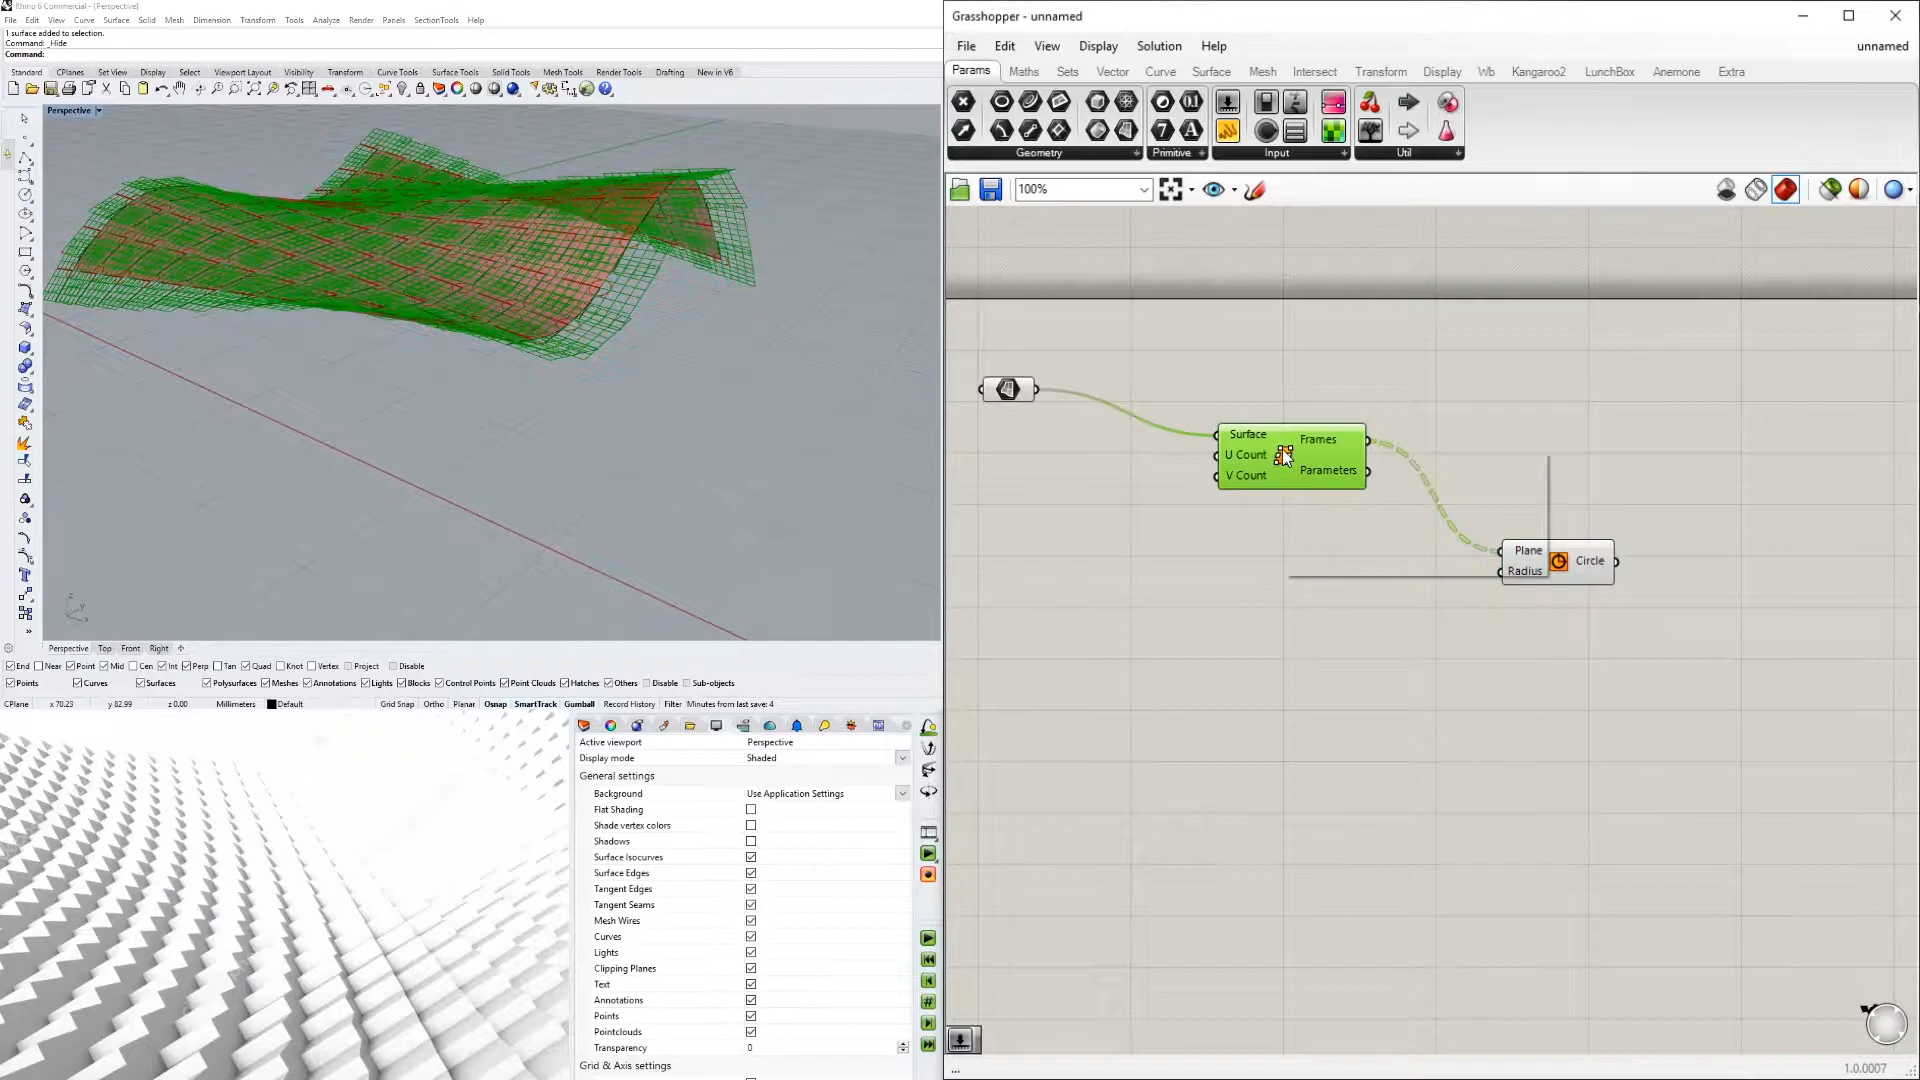 Rhino 6 Commercial - [Perspective]
File Edit View Curve Surface Solid Mesh Dimension Transform Tools Analyze Render Panels SectionTools Help
1 surface added to selection.
Command: _Hide
Command:
Standard CPlanes Set View Display Select Viewport Layout Visibility Transform Curve Tools Surface Tools Solid Tools Mesh Tools Render Tools Drafting New in V6
Perspective
z
y
x
Perspective Top Front Right
End Near Point Mid Cen Int Perp Tan Quad Knot Vertex Project Disable
Points Curves Surfaces Polysurfaces Meshes Annotations Lights Blocks Control Points Point Clouds Hatches Others Disable Sub-objects
CPlane x 70.23 y 82.99 z 0.00 Millimeters Default Grid Snap Ortho Planar Osnap SmartTrack Gumball Record History Filter Minutes from last save: 4
Active viewport Perspective
Display mode Shaded
General settings
Background Use Application Settings
Flat Shading
Shade vertex colors
Shadows
Surface Isocurves
Surface Edges
Tangent Edges
Tangent Seams
Mesh Wires
Curves
Lights
Clipping Planes
Text
Annotations
Points
Pointclouds
Transparency 0
Grid & Axis settings
Grasshopper - unnamed
File Edit View Display Solution Help unnamed
Params Maths Sets Vector Curve Surface Mesh Intersect Transform Display Wb Kangaroo2 LunchBox Anemone Extra
Geometry Primitive Input Util
100%
Surface
U Count
V Count
Frames
Parameters
Plane
Radius
Circle
...
1.0.0007